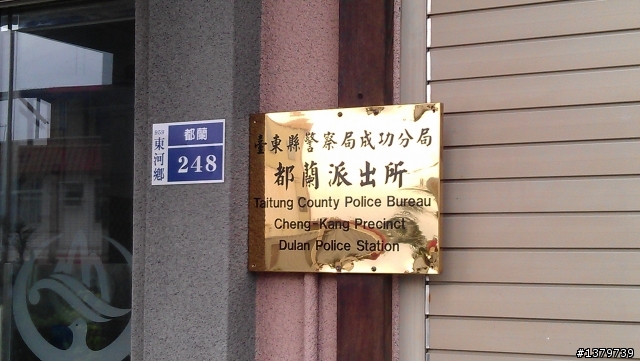 959
東河鄉
都蘭
248
臺東縣警察局成功分局
都蘭派出所
Taitung County Police Bureau
Cheng-Kang Precinct
Dulan Police Station
#1379739